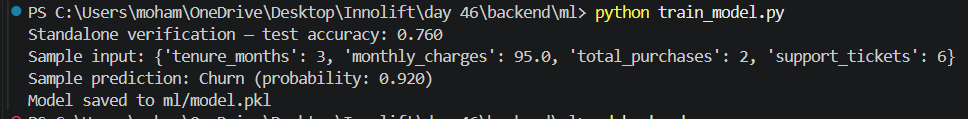 PS C:\Users\moham\OneDrive\Desktop\Innolift\day 46\backend\ml> python train_model.py
Standalone verification — test accuracy: 0.760
Sample input: {'tenure_months': 3, 'monthly_charges': 95.0, 'total_purchases': 2, 'support_tickets': 6}
Sample prediction: Churn (probability: 0.920)
Model saved to ml/model.pkl